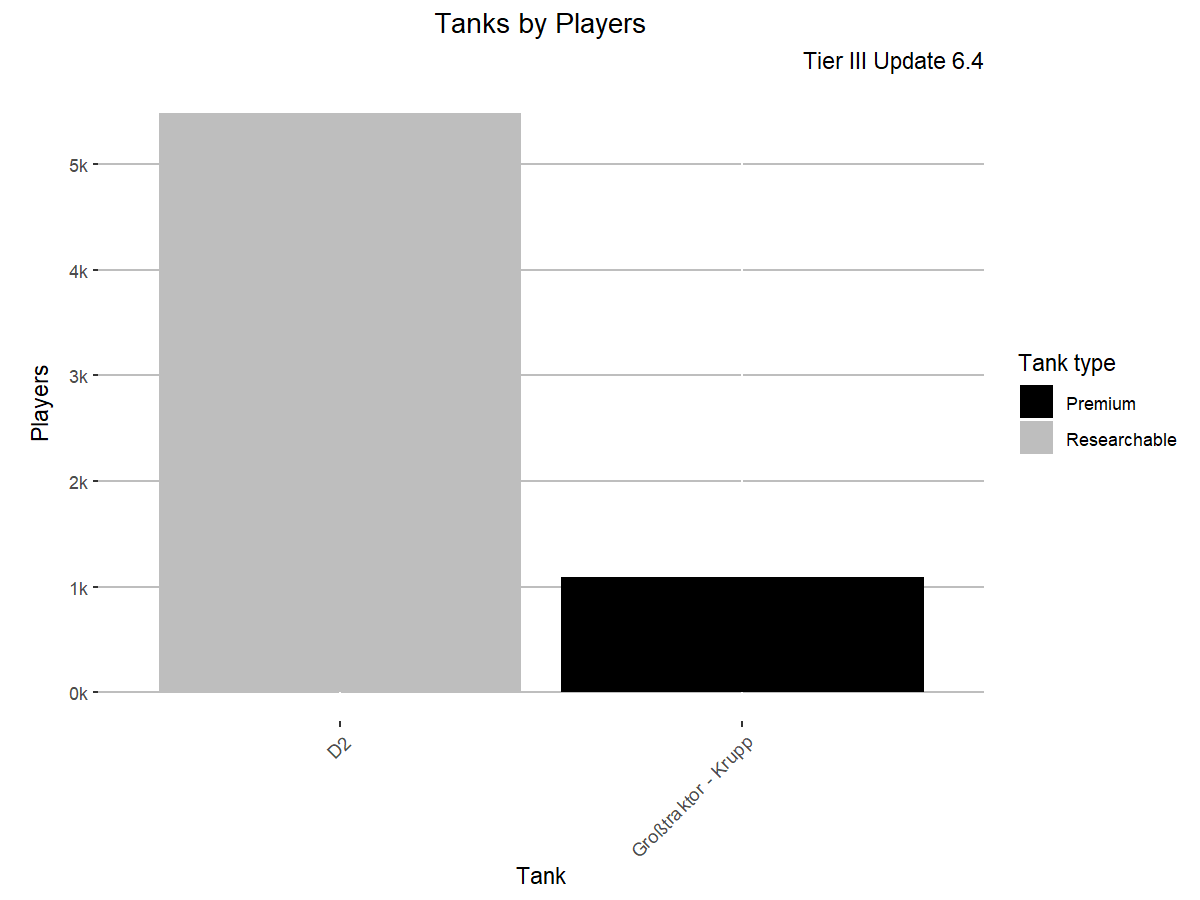 Tanks by Players
Tier III Update 6.4
Players
5k
4k
3k
2k
1k
0k
D2
Großtraktor - Krupp
Tank
Tank type
Premium
Researchable